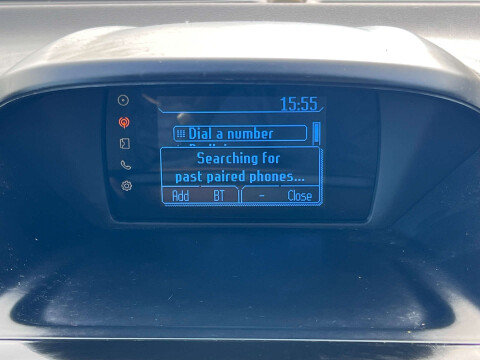 15:55
Dial a number
Searching for
past paired phones...
Add BT - Close